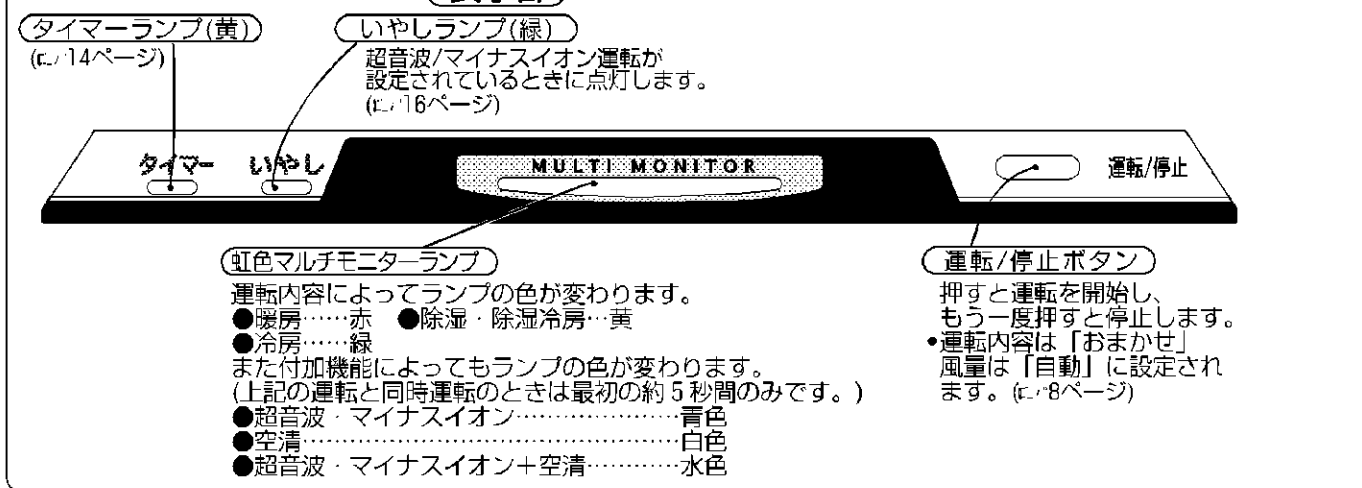 タイマーランプ(黄)
(☞14ページ)
いやしランプ(緑)
超音波/マイナスイオン運転が
設定されているときに点灯します。
(☞16ページ)
タイマー いやし
MULTI MONITOR
運転/停止
虹色マルチモニターランプ
運転内容によってランプの色が変わります。
●暖房……赤 ●除湿・除湿冷房…黄
●冷房……緑
また付加機能によってもランプの色が変わります。
(上記の運転と同時運転のときは最初の約5秒間のみです。)
●超音波・マイナスイオン…………………青色
●空清……………………………………白色
●超音波・マイナスイオン+空清…………水色
運転/停止ボタン
押すと運転を開始し、
もう一度押すと停止します。
•運転内容は「おまかせ」
風量は「自動」に設定され
ます。(☞8ページ)